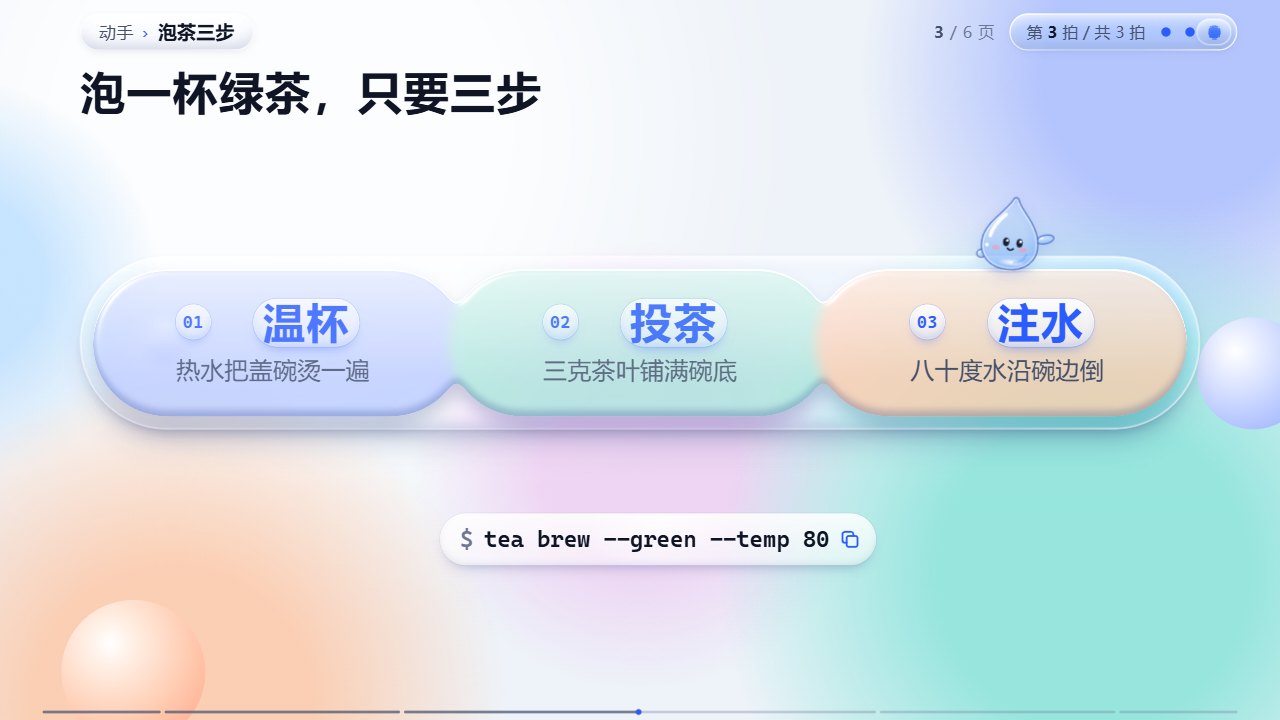 动手 › 泡茶三步
3 / 6 页
第 3 拍 / 共 3 拍
泡一杯绿茶，只要三步
01 温杯
热水把盖碗烫一遍
02 投茶
三克茶叶铺满碗底
03 注水
八十度水沿碗边倒
$ tea brew --green --temp 80